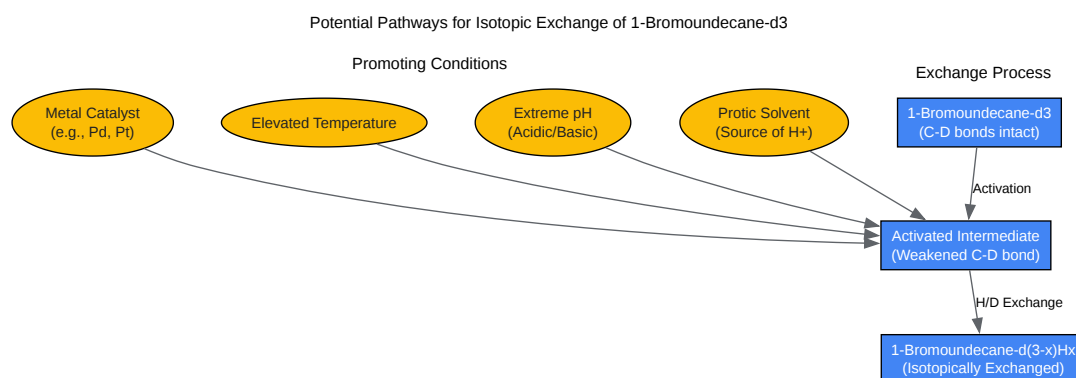 Potential Pathways for Isotopic Exchange of 1-Bromoundecane-d3
Promoting Conditions
Exchange Process
Metal Catalyst
(e.g., Pd, Pt)
Elevated Temperature
Extreme pH
(Acidic/Basic)
Protic Solvent
(Source of H+)
1-Bromoundecane-d3
(C-D bonds intact)
Activation
Activated Intermediate
(Weakened C-D bond)
H/D Exchange
1-Bromoundecane-d(3-x)Hx
(Isotopically Exchanged)